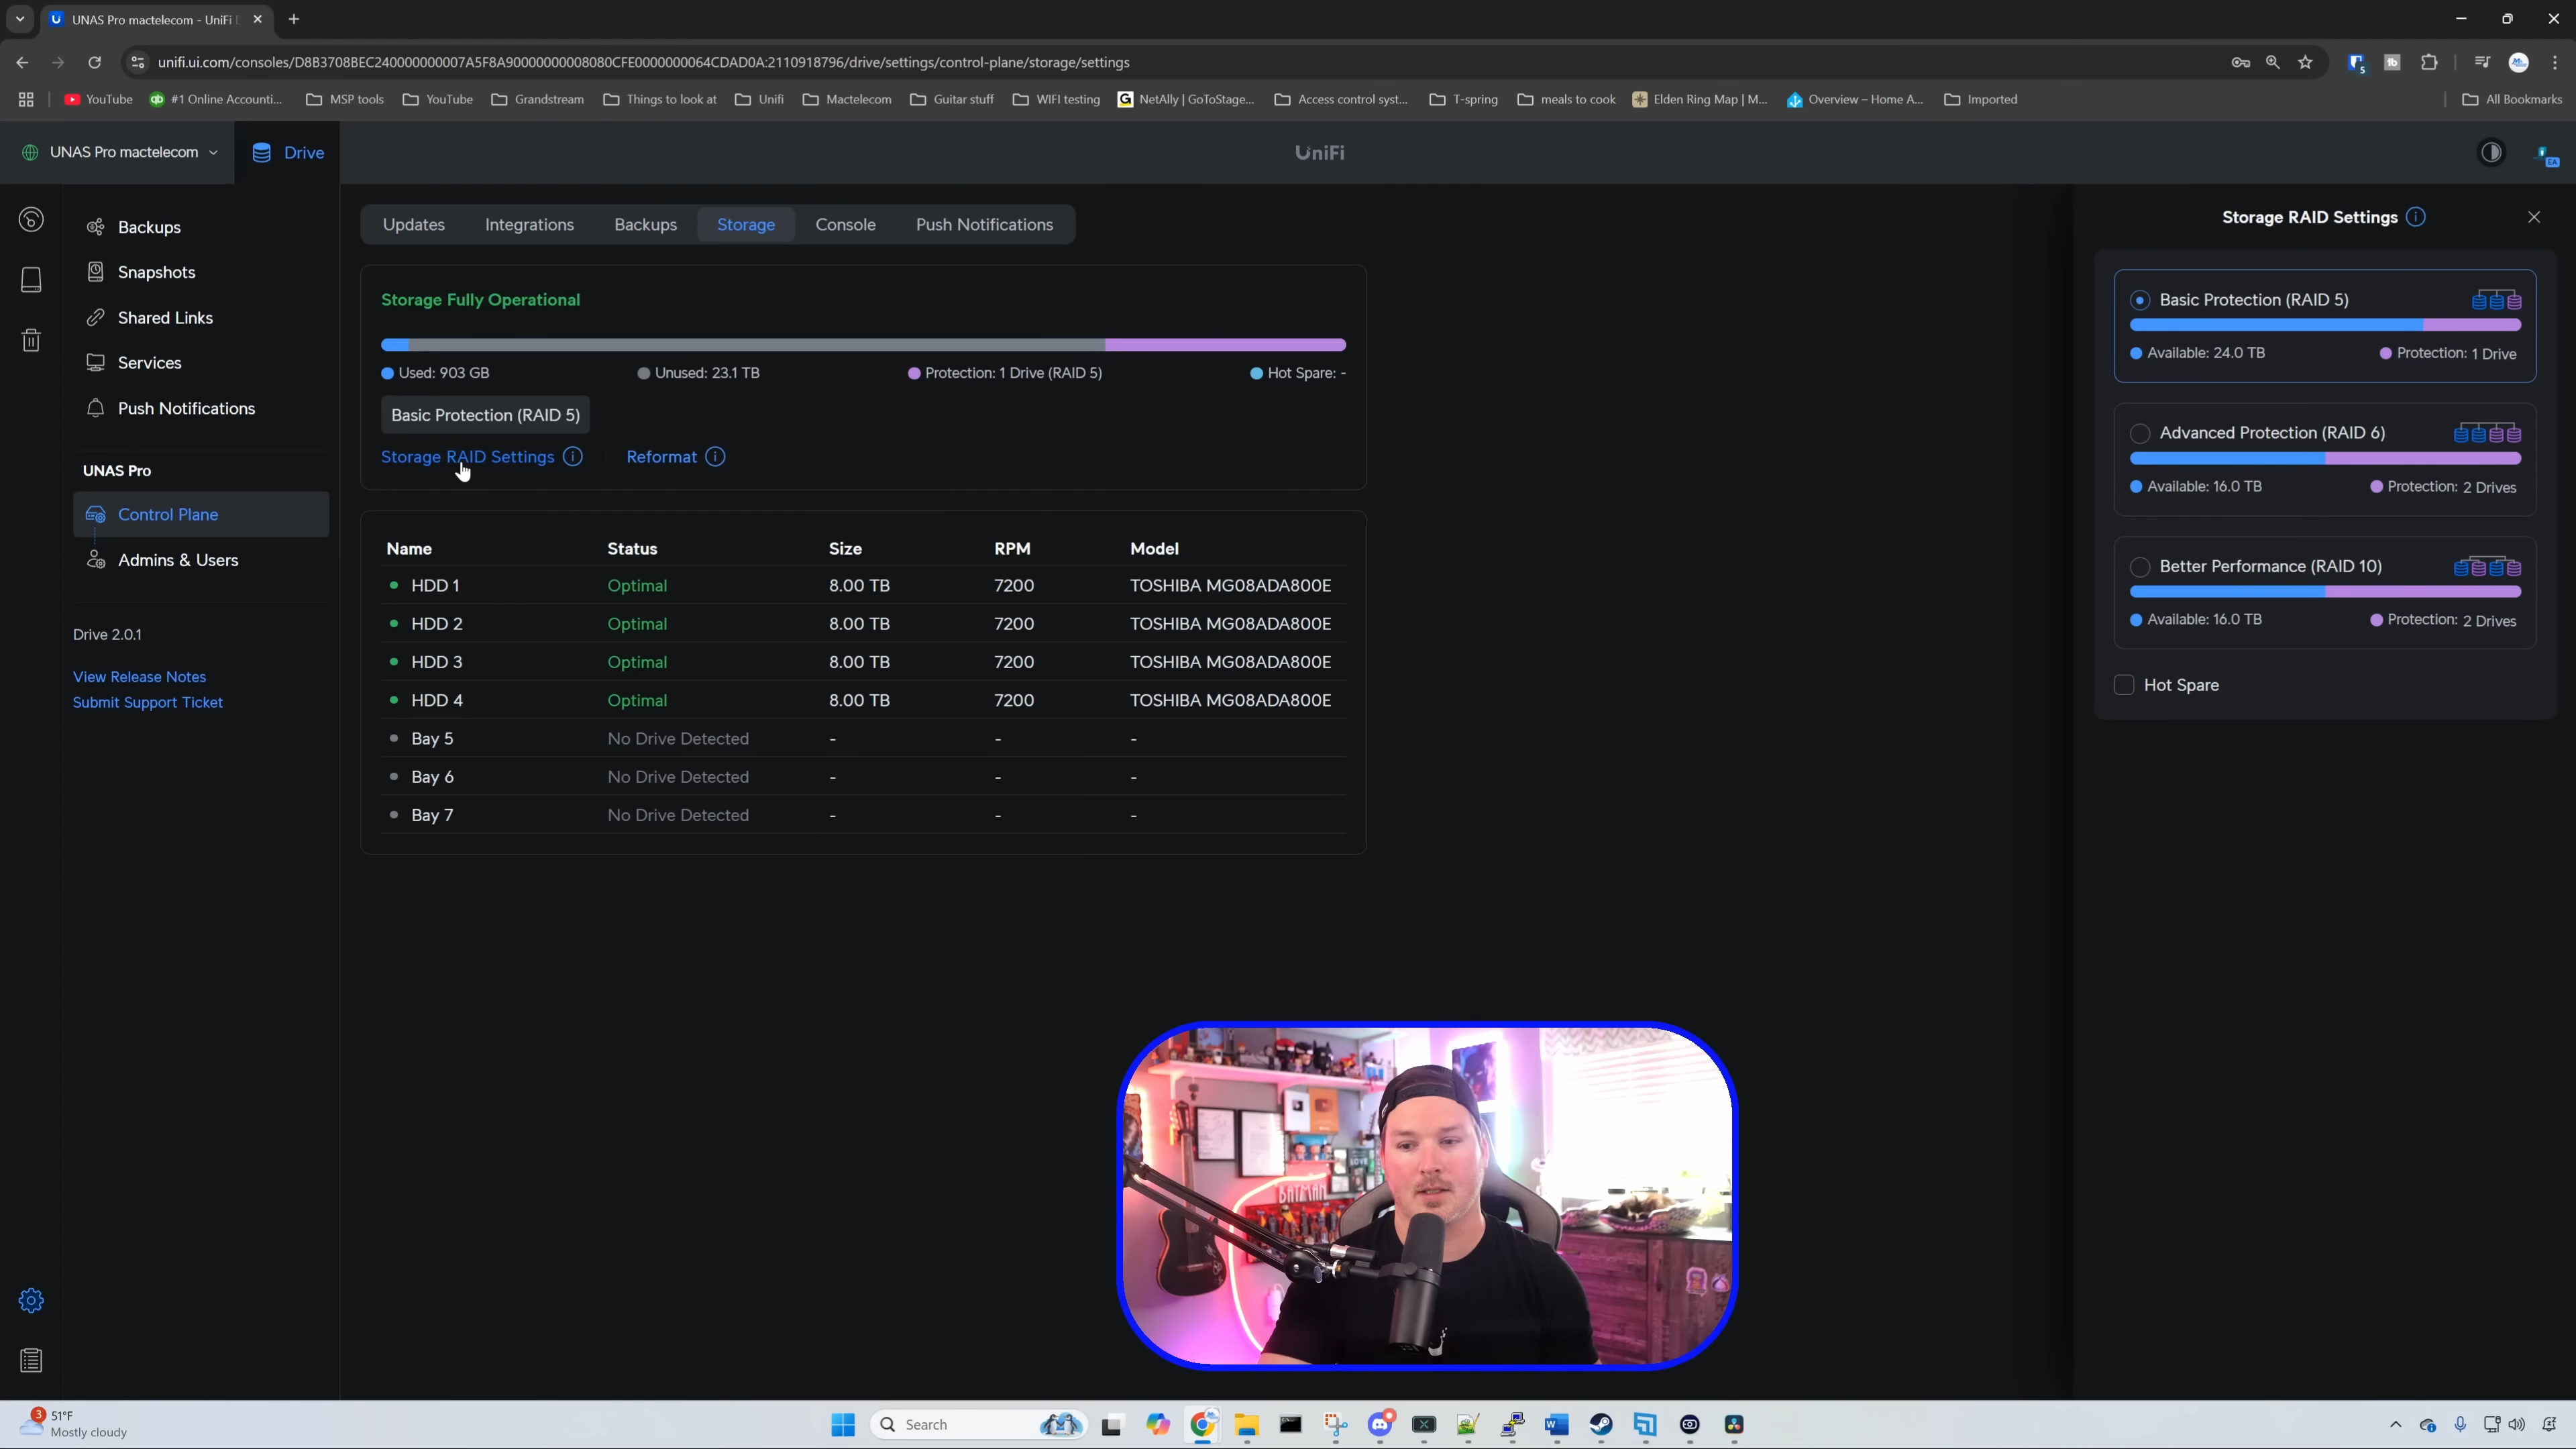 UNAS Pro mactelecom - UniFi
unifi.ui.com/consoles/D8B3708BEC240000000007A5F8A90000000008080CFE0000000064CDAD0A:2110918796/drive/settings/control-plane/storage/settings
YouTube #1 Online Accounti... MSP tools YouTube Grandstream Things to look at Unifi Mactelecom Guitar stuff WIFI testing NetAlly | GoToStage... Access control syst... T-spring meals to cook Elden Ring Map | M... Overview – Home A... Imported All Bookmarks
UNAS Pro mactelecom Drive UniFi EA
Backups
Snapshots
Shared Links
Services
Push Notifications
UNAS Pro
Control Plane
Admins & Users
Drive 2.0.1
View Release Notes
Submit Support Ticket
Updates Integrations Backups Storage Console Push Notifications
Storage Fully Operational
Used: 903 GB Unused: 23.1 TB Protection: 1 Drive (RAID 5) Hot Spare: -
Basic Protection (RAID 5)
Storage RAID Settings Reformat
Name Status Size RPM Model
HDD 1 Optimal 8.00 TB 7200 TOSHIBA MG08ADA800E
HDD 2 Optimal 8.00 TB 7200 TOSHIBA MG08ADA800E
HDD 3 Optimal 8.00 TB 7200 TOSHIBA MG08ADA800E
HDD 4 Optimal 8.00 TB 7200 TOSHIBA MG08ADA800E
Bay 5 No Drive Detected - - -
Bay 6 No Drive Detected - - -
Bay 7 No Drive Detected - - -
Storage RAID Settings
Basic Protection (RAID 5)
Available: 24.0 TB Protection: 1 Drive
Advanced Protection (RAID 6)
Available: 16.0 TB Protection: 2 Drives
Better Performance (RAID 10)
Available: 16.0 TB Protection: 2 Drives
Hot Spare
BATMAN
3
51°F
Mostly cloudy
Search